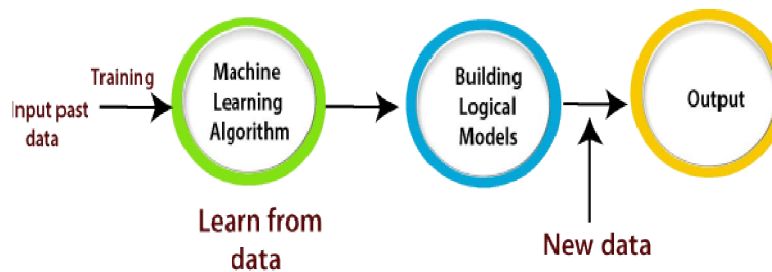 Training
Input past
data
Machine
Learning
Algorithm
Learn from
data
Building
Logical
Models
New data
Output